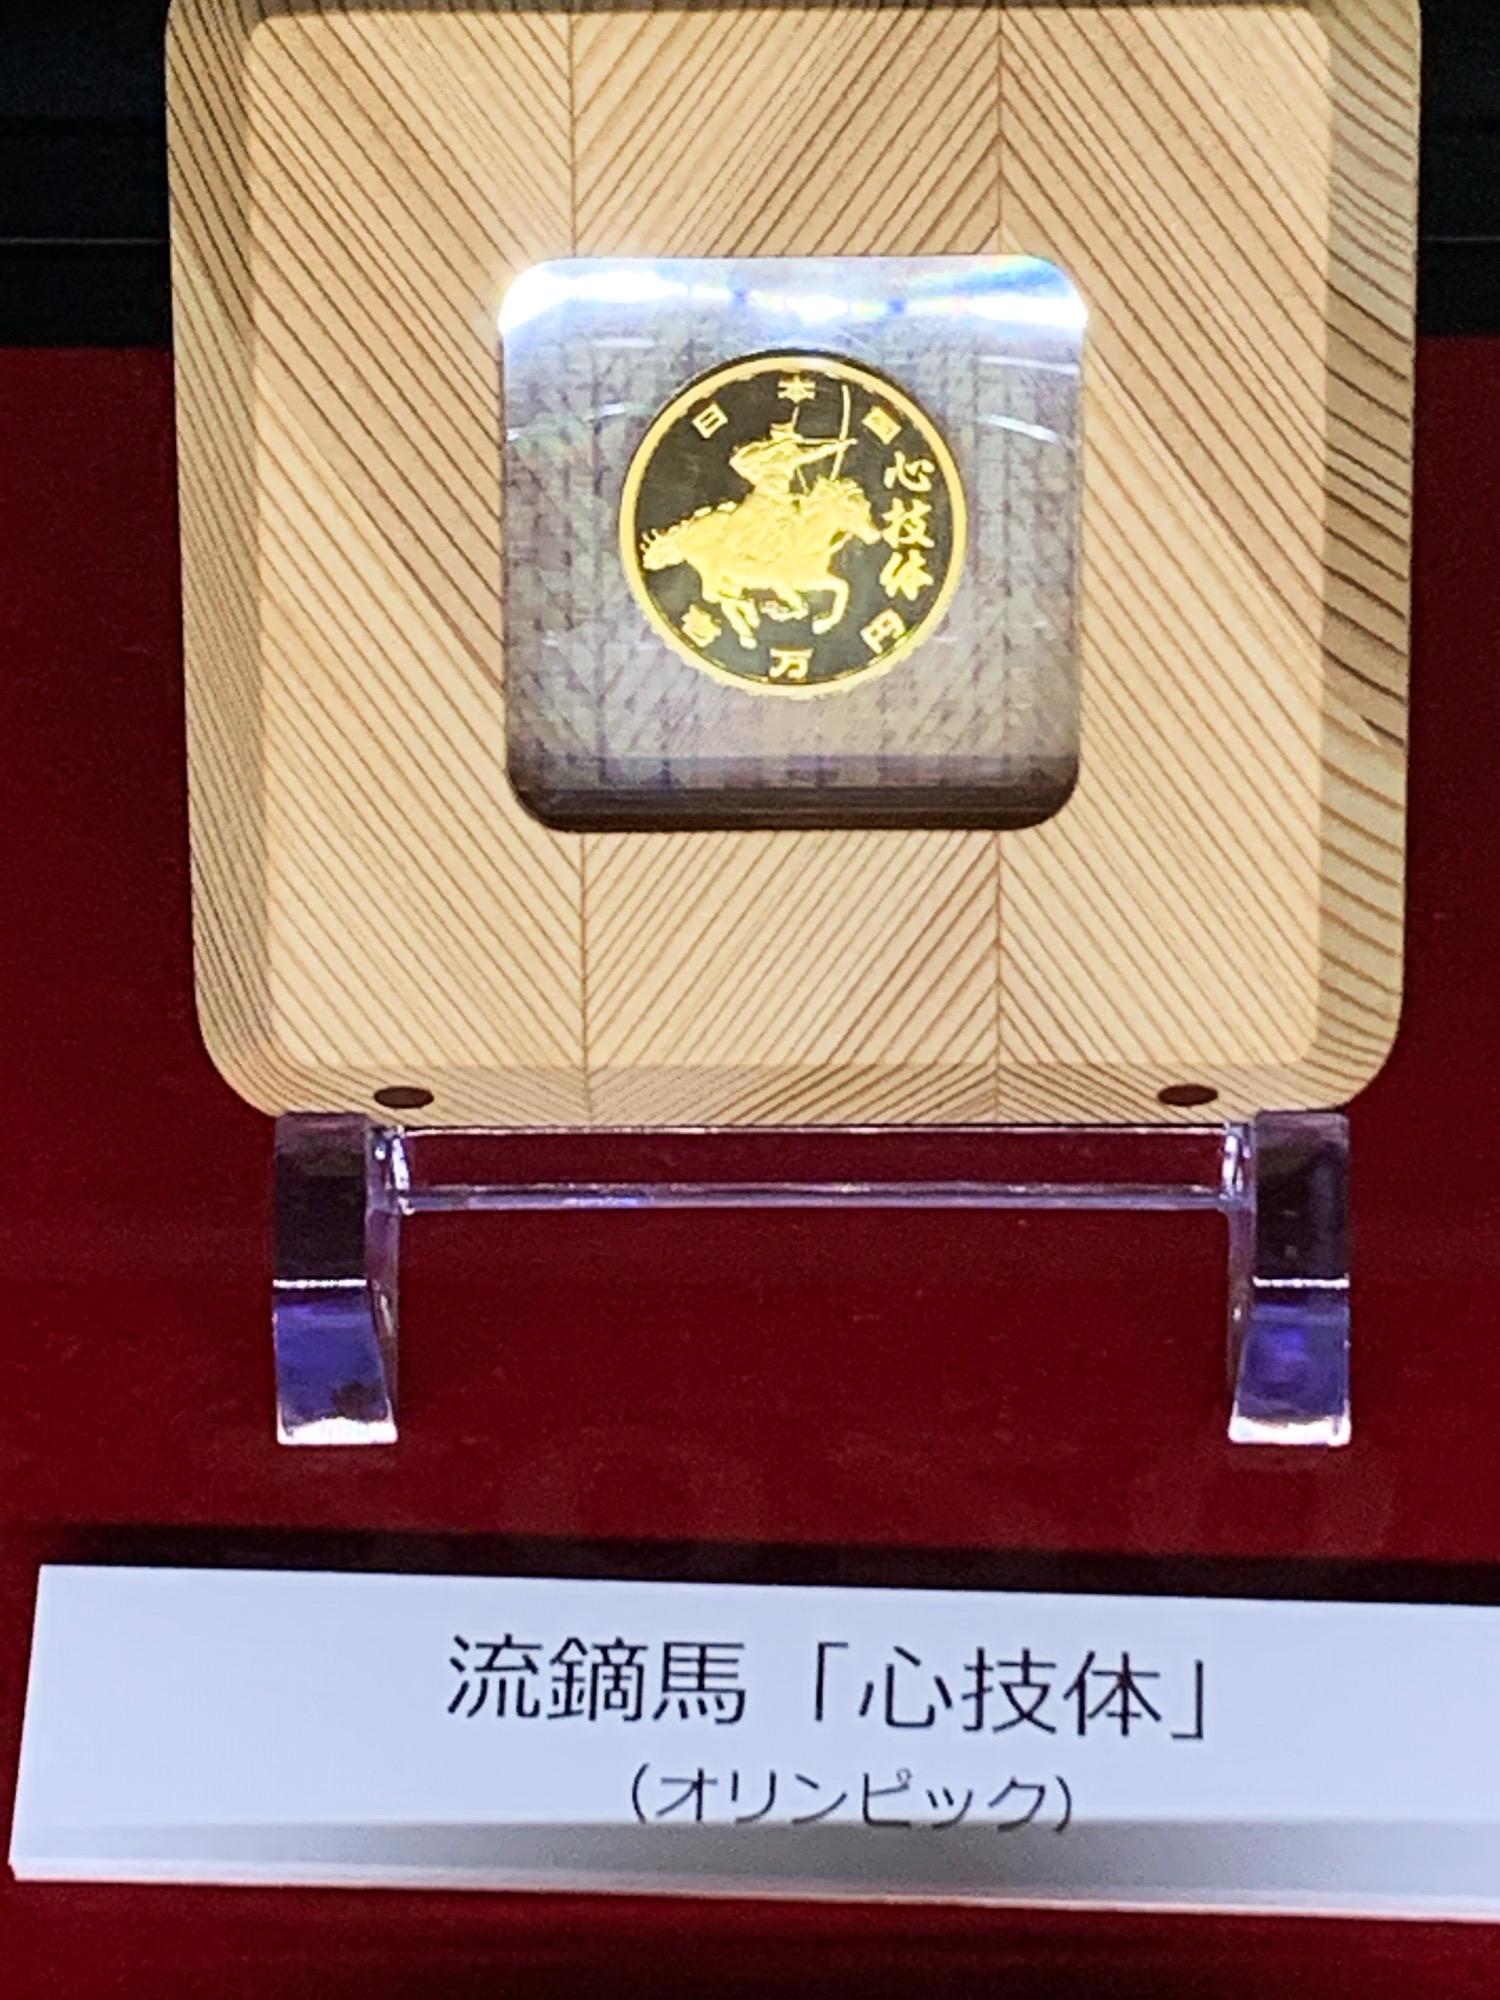 日本国
心技体
壱万円
流鏑馬「心技体」
（オリンピック）